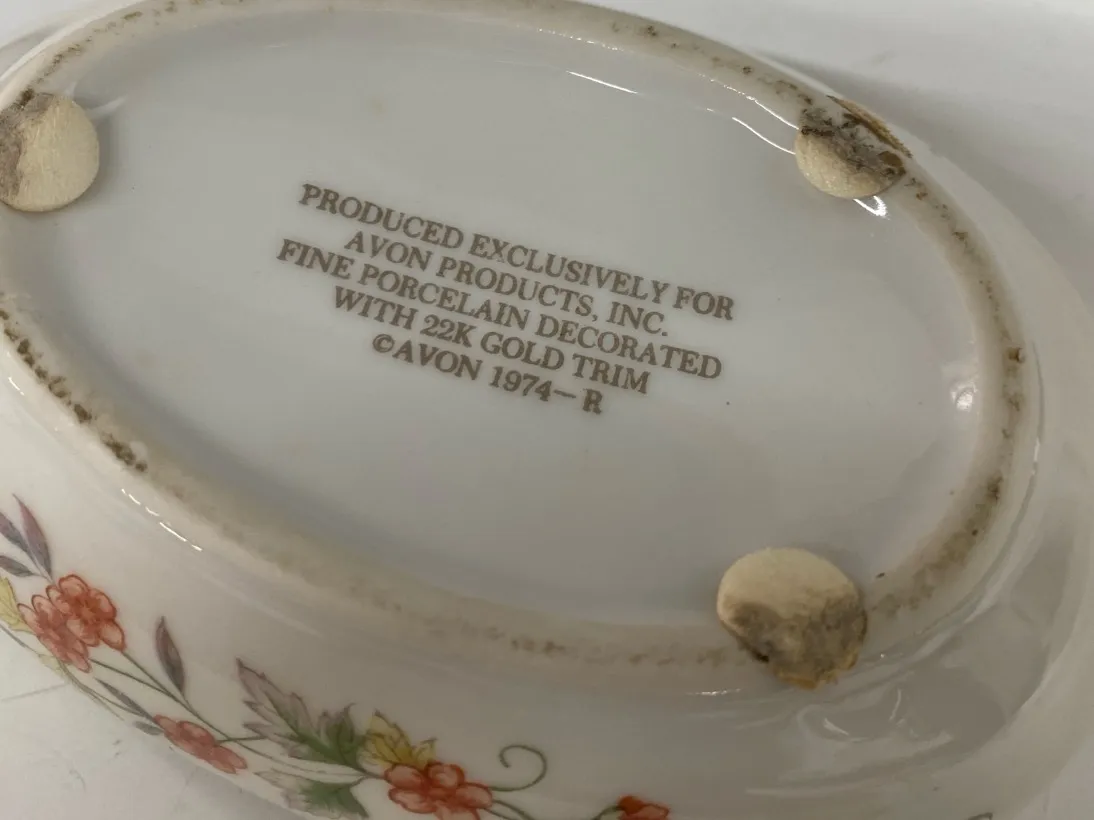 PRODUCED EXCLUSIVELY FOR
AVON PRODUCTS, INC.
FINE PORCELAIN DECORATED
WITH 22K GOLD TRIM
©AVON 1974—R